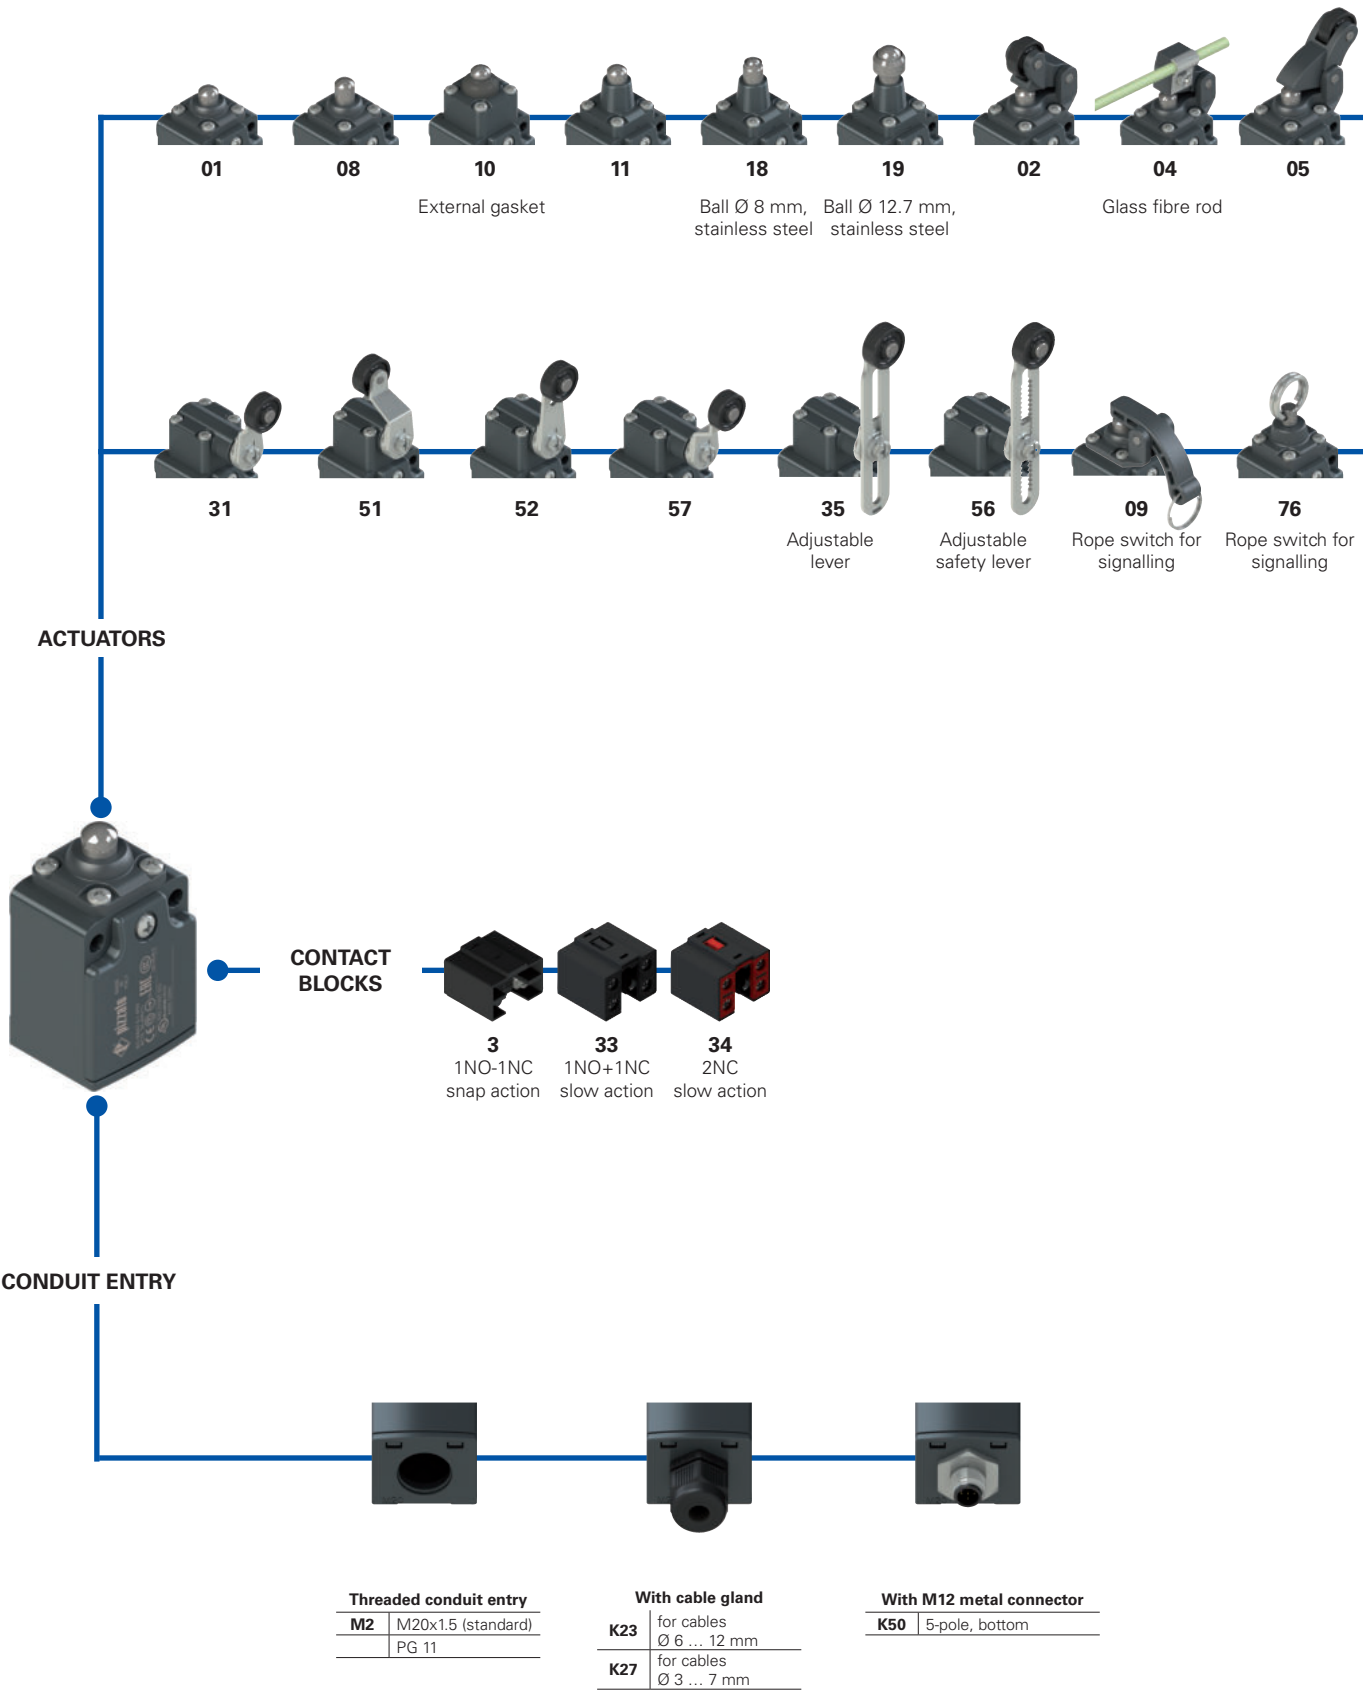 01 08 10 11 18 19 02 04 05
External gasket
Ball Ø 8 mm,
stainless steel
Ball Ø 12.7 mm,
stainless steel
Glass fibre rod
31 51 52 57 35 56 09 76
Adjustable
lever
Adjustable
safety lever
Rope switch for
signalling
Rope switch for
signalling
ACTUATORS
pizzato
CONTACT
BLOCKS
3
1NO-1NC
snap action
33
1NO+1NC
slow action
34
2NC
slow action
CONDUIT ENTRY
Threaded conduit entry
M2 M20x1.5 (standard)
PG 11
With cable gland
K23 for cables
Ø 6 … 12 mm
K27 for cables
Ø 3 … 7 mm
With M12 metal connector
K50 5-pole, bottom